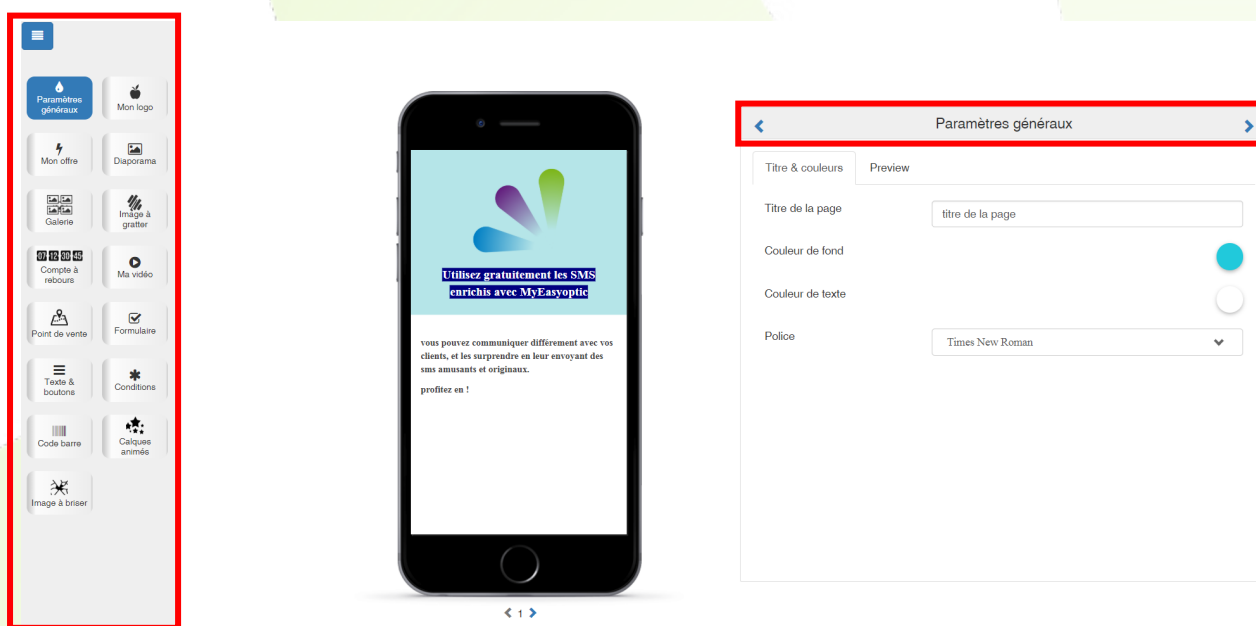 Paramètres
généraux
Mon logo
Mon offre
Diaporama
Galerie
Image à
gratter
07 12 30 45
Compte à
rebours
Ma vidéo
Point de vente
Formulaire
Texte &
boutons
Conditions
Code barre
Calques
animés
Image à briser
Utilisez gratuitement les SMS
enrichis avec MyEasyoptic
vous pouvez communiquer différement avec vos
clients, et les surprendre en leur envoyant des
sms amusants et originaux.
profitez en !
1
Paramètres généraux
Titre & couleurs
Preview
Titre de la page
titre de la page
Couleur de fond
Couleur de texte
Police
Times New Roman